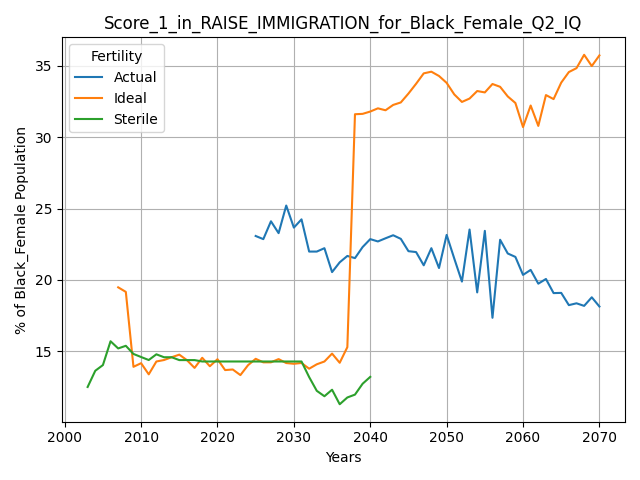 Score_1_in_RAISE_IMMIGRATION_for_Black_Female_Q2_IQ
Fertility
Actual
Ideal
Sterile
% of Black_Female Population
35
30
25
20
15
2000 2010 2020 2030 2040 2050 2060 2070
Years